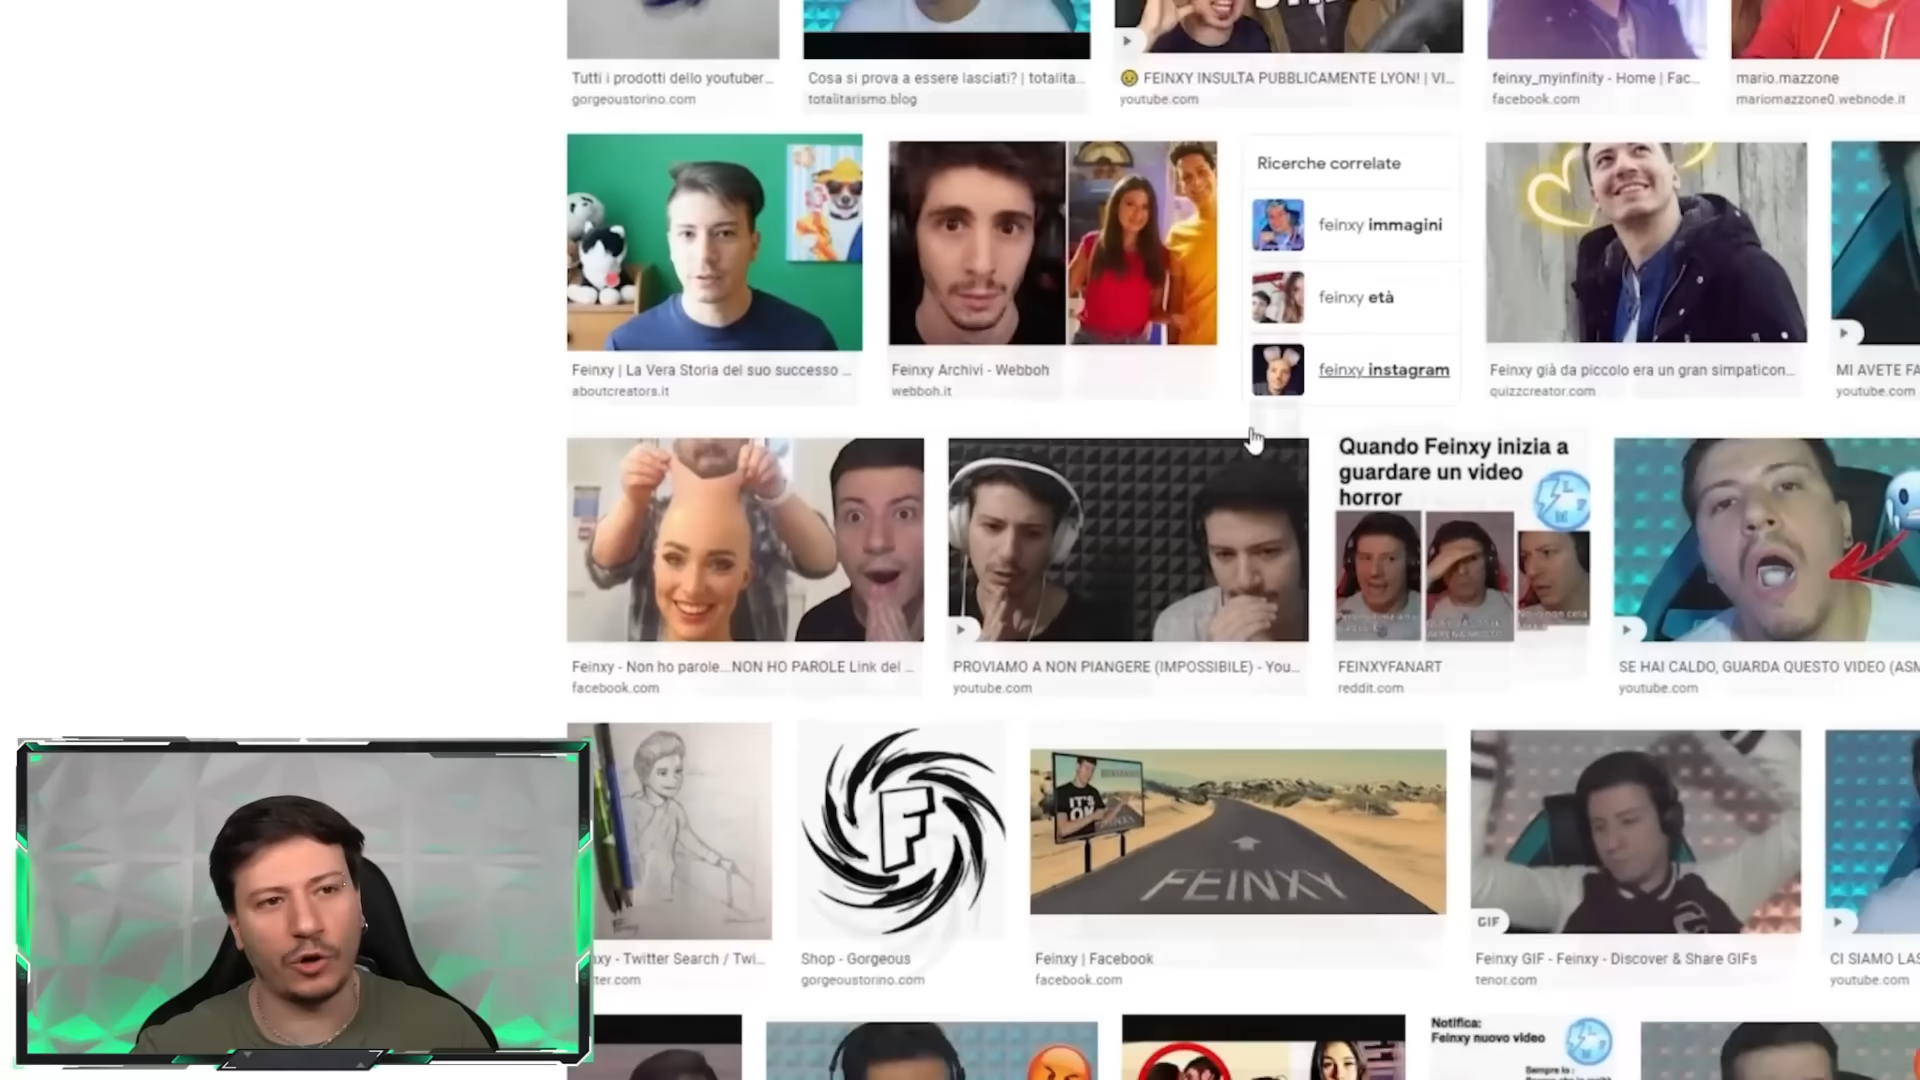 Tutti i prodotti dello youtuber...
gorgeoustorino.com
Cosa si prova a essere lasciati? | totalita...
totalitarismo.blog
FEINXY INSULTA PUBBLICAMENTE LYON! | VI...
youtube.com
feinxy_myinfinity - Home | Fac...
facebook.com
mario.mazzone
mariomazzone0.webnode.it
Feinxy | La Vera Storia del suo successo ...
aboutcreators.it
Feinxy Archivi - Webboh
webboh.it
Ricerche correlate
feinxy immagini
feinxy età
feinxy instagram
Feinxy già da piccolo era un gran simpaticon...
quizzcreator.com
MI AVETE FA
youtube.com
Feinxy - Non ho parole... NON HO PAROLE Link del ...
facebook.com
PROVIAMO A NON PIANGERE (IMPOSSIBILE) - You...
youtube.com
Quando Feinxy inizia a
guardare un video
horror
FEINXYFANART
reddit.com
SE HAI CALDO, GUARDA QUESTO VIDEO (ASM
youtube.com
xy - Twitter Search / Twi...
ter.com
F
Shop - Gorgeous
gorgeoustorino.com
IT'S
OK
FEINXY
Feinxy | Facebook
facebook.com
GIF
Feinxy GIF - Feinxy - Discover & Share GIFs
tenor.com
CI SIAMO LAS
youtube.com
Notifica:
Feinxy nuovo video
Sempre io :